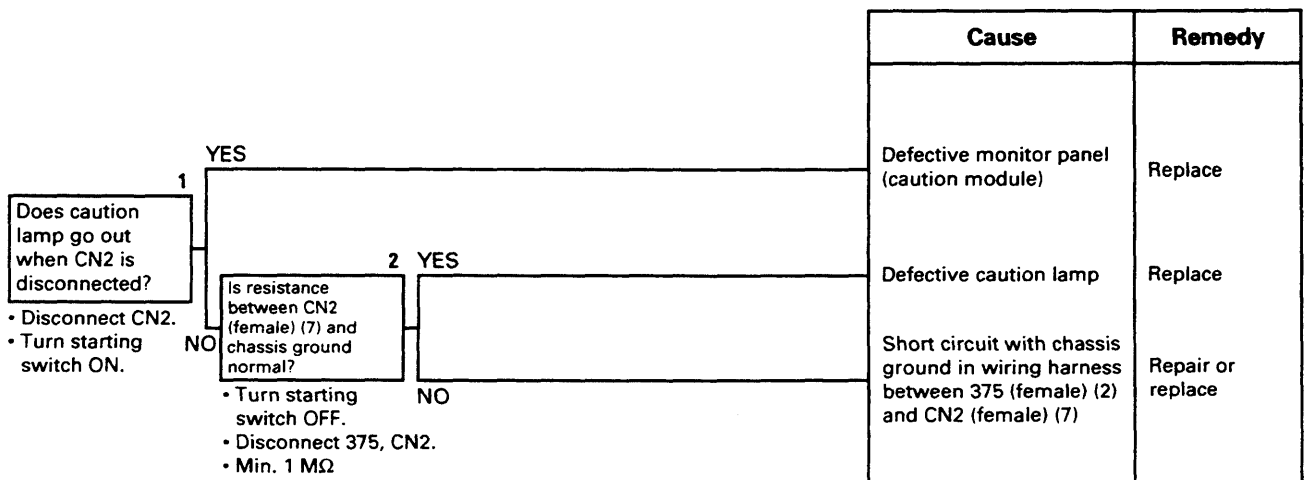 Cause
Remedy
YES
1
Does caution
lamp go out
when CN2 is
disconnected?
• Disconnect CN2.
• Turn starting
switch ON.
NO
2
Is resistance
between CN2
(female) (7) and
chassis ground
normal?
• Turn starting
switch OFF.
• Disconnect 375, CN2.
• Min. 1 MΩ
YES
NO
Defective monitor panel
(caution module)
Replace
Defective caution lamp
Replace
Short circuit with chassis
ground in wiring harness
between 375 (female) (2)
and CN2 (female) (7)
Repair or
replace